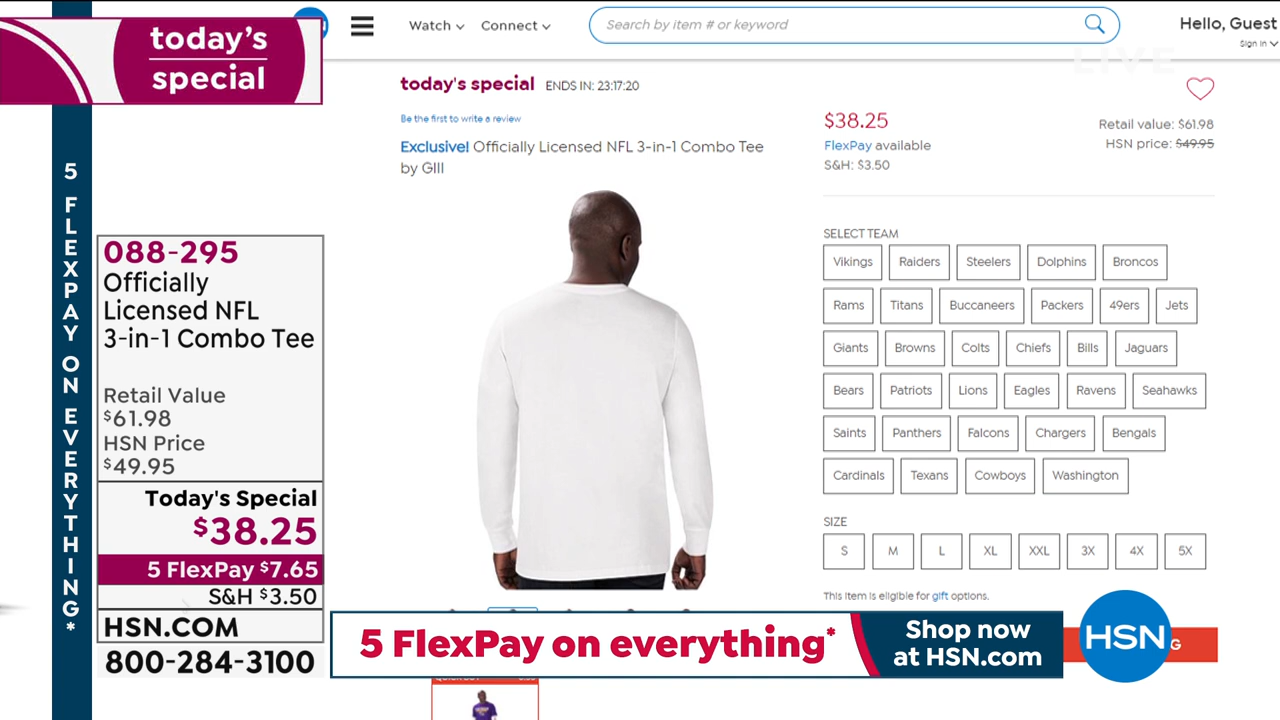 today's
special
Watch
Connect
Search by item # or keyword
Hello, Guest
Sign In
LIVE
today's special ENDS IN: 23:17:20
Be the first to write a review
Exclusive! Officially Licensed NFL 3-in-1 Combo Tee
by GIII
$38.25
FlexPay available
S&H: $3.50
Retail value: $61.98
HSN price: $49.95
SELECT TEAM
Vikings Raiders Steelers Dolphins Broncos
Rams Titans Buccaneers Packers 49ers Jets
Giants Browns Colts Chiefs Bills Jaguars
Bears Patriots Lions Eagles Ravens Seahawks
Saints Panthers Falcons Chargers Bengals
Cardinals Texans Cowboys Washington
SIZE
S M L XL XXL 3X 4X 5X
This item is eligible for gift options.
5 FLEXPAY ON EVERYTHING*
088-295
Officially
Licensed NFL
3-in-1 Combo Tee
Retail Value
$61.98
HSN Price
$49.95
Today's Special
$38.25
5 FlexPay $7.65
S&H $3.50
HSN.COM
800-284-3100
5 FlexPay on everything*
Shop now
at HSN.com
HSN
G